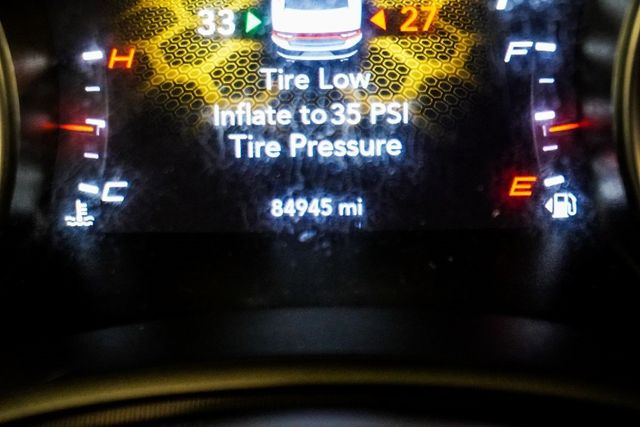 33 27
H F
Tire Low
Inflate to 35 PSI
Tire Pressure
C E
84945 mi